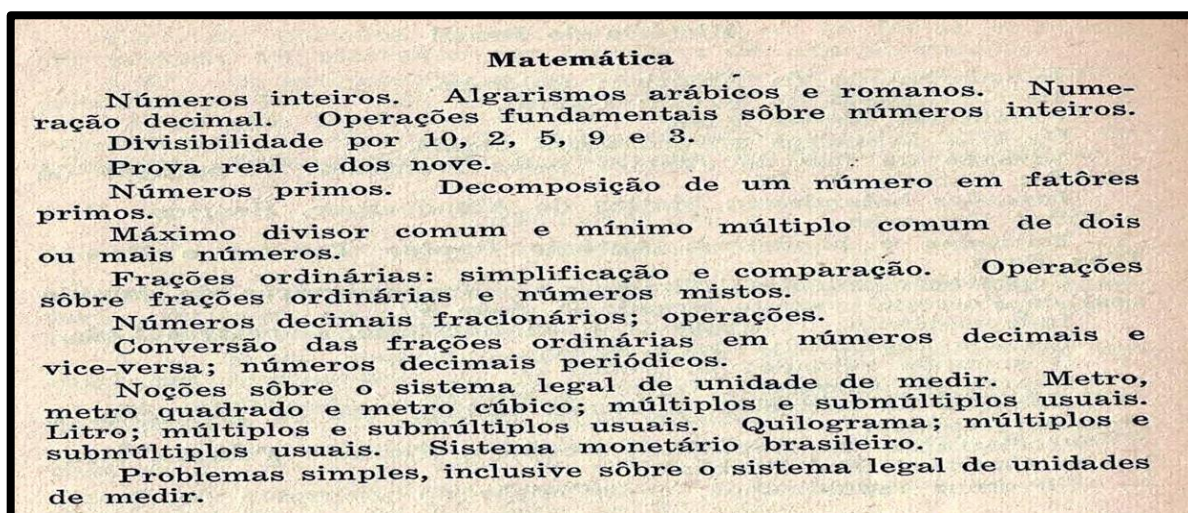 Matemática
Números inteiros. Algarismos arábicos e romanos. Nume-
ração decimal. Operações fundamentais sôbre números inteiros.
Divisibilidade por 10, 2, 5, 9 e 3.
Prova real e dos nove.
Números primos. Decomposição de um número em fatôres
primos.
Máximo divisor comum e mínimo múltiplo comum de dois
ou mais números.
Frações ordinárias: simplificação e comparação. Operações
sôbre frações ordinárias e números mistos.
Números decimais fracionários; operações.
Conversão das frações ordinárias em números decimais e
vice-versa; números decimais periódicos.
Noções sôbre o sistema legal de unidade de medir. Metro,
metro quadrado e metro cúbico; múltiplos e submúltiplos usuais.
Litro; múltiplos e submúltiplos usuais. Quilograma; múltiplos e
submúltiplos usuais. Sistema monetário brasileiro.
Problemas simples, inclusive sôbre o sistema legal de unidades
de medir.